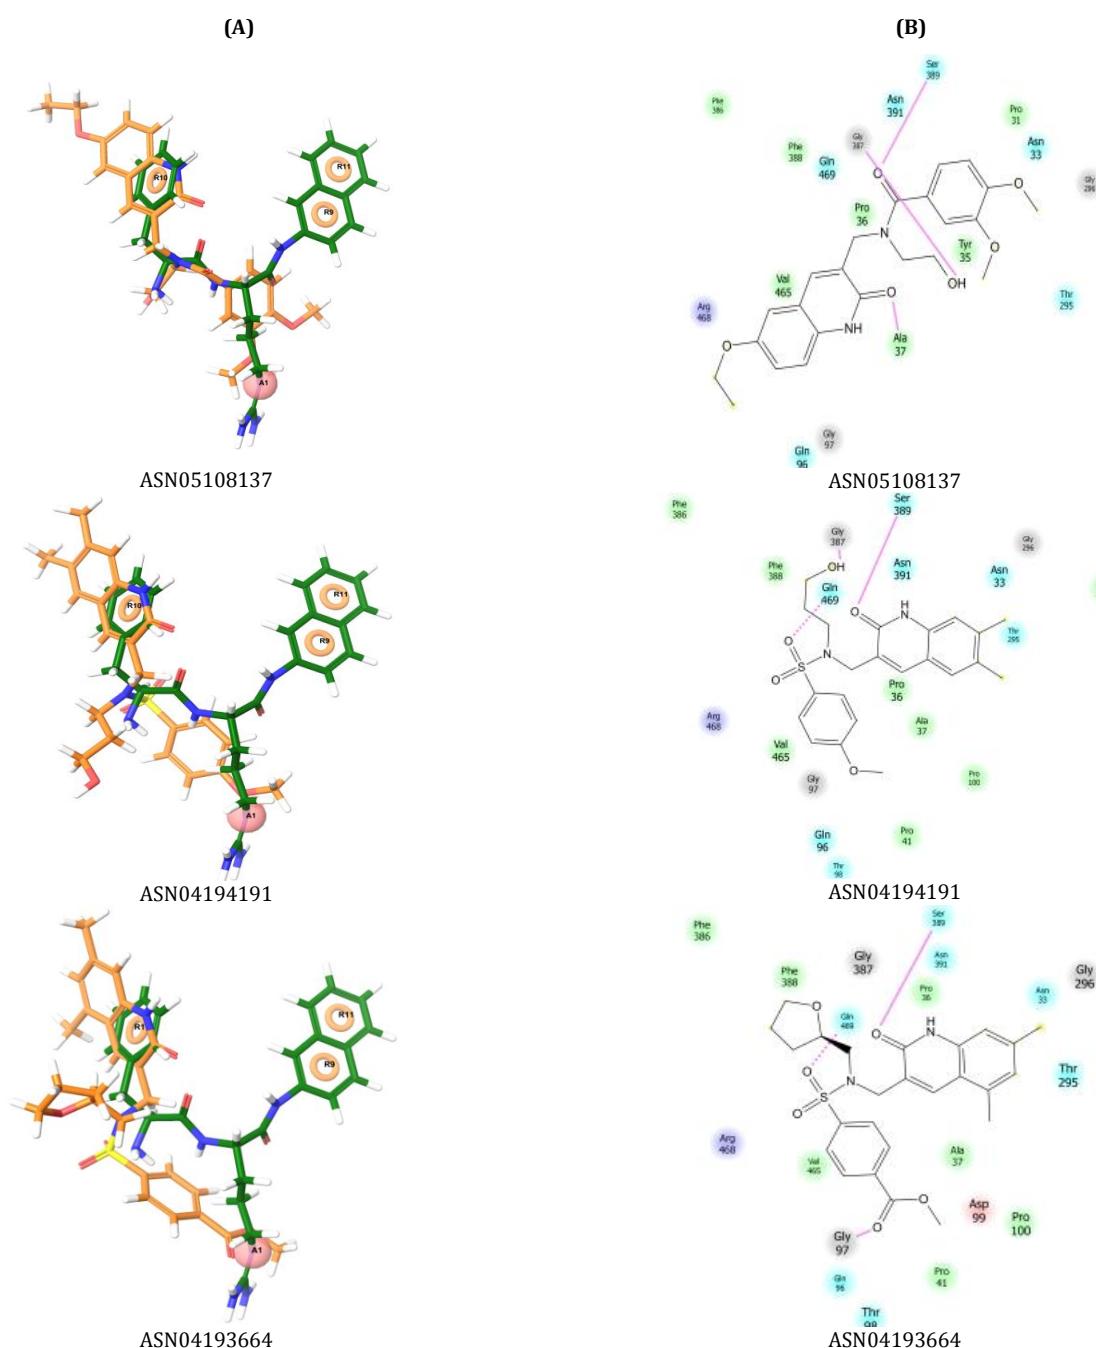 (A)
(B)
R10
R11
R9
A1
ASN05108137
Ser
389
Phe
386
Asn
391
Pro
31
Phe
388
Gly
387
Gln
469
Asn
33
Gly
296
O
O
Pro
36
N
Tyr
35
O
OH
Val
465
Arg
468
O
NH
Thr
295
Ala
37
O
Gly
97
Gln
96
ASN05108137
R10
R11
R9
A1
ASN04194191
Phe
386
Ser
389
Gly
387
OH
Phe
388
Asn
391
Gly
296
Asn
33
Gln
469
O
NH
Thr
295
O
N
O
S
Pro
36
Arg
468
Ala
37
Val
465
O
Gly
97
Pro
100
Gln
96
Pro
41
Thr
98
ASN04194191
R1
R11
R9
A1
ASN04193664
Ser
389
Phe
386
Gly
387
Asn
391
Phe
388
Pro
36
Gly
296
Asn
33
O
Gln
469
O
NH
O
N
Thr
295
O
S
Arg
468
Val
465
Ala
37
O
Asp
99
Pro
100
Gly
97
O
Pro
41
Gln
96
Thr
98
ASN04193664